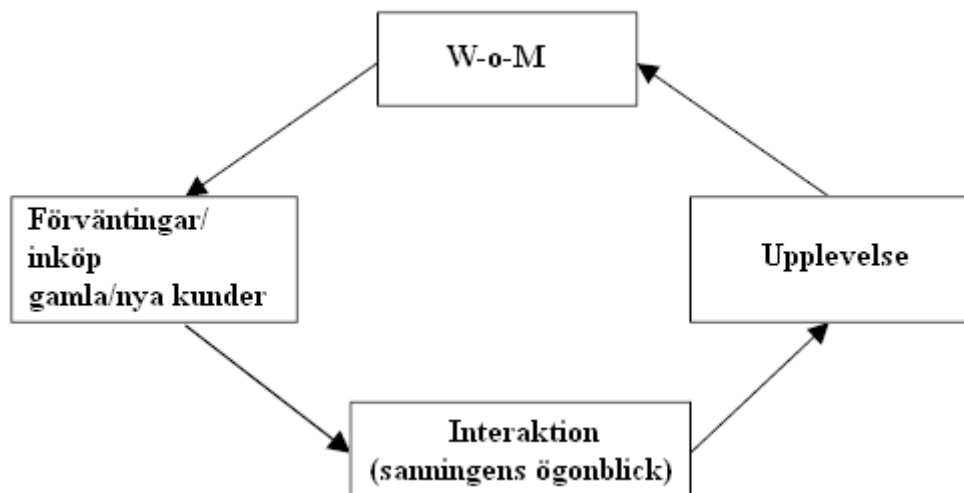 W-o-M
Förväntingar/
inköp
gamla/nya kunder
Upplevelse
Interaktion
(sanningens ögonblick)